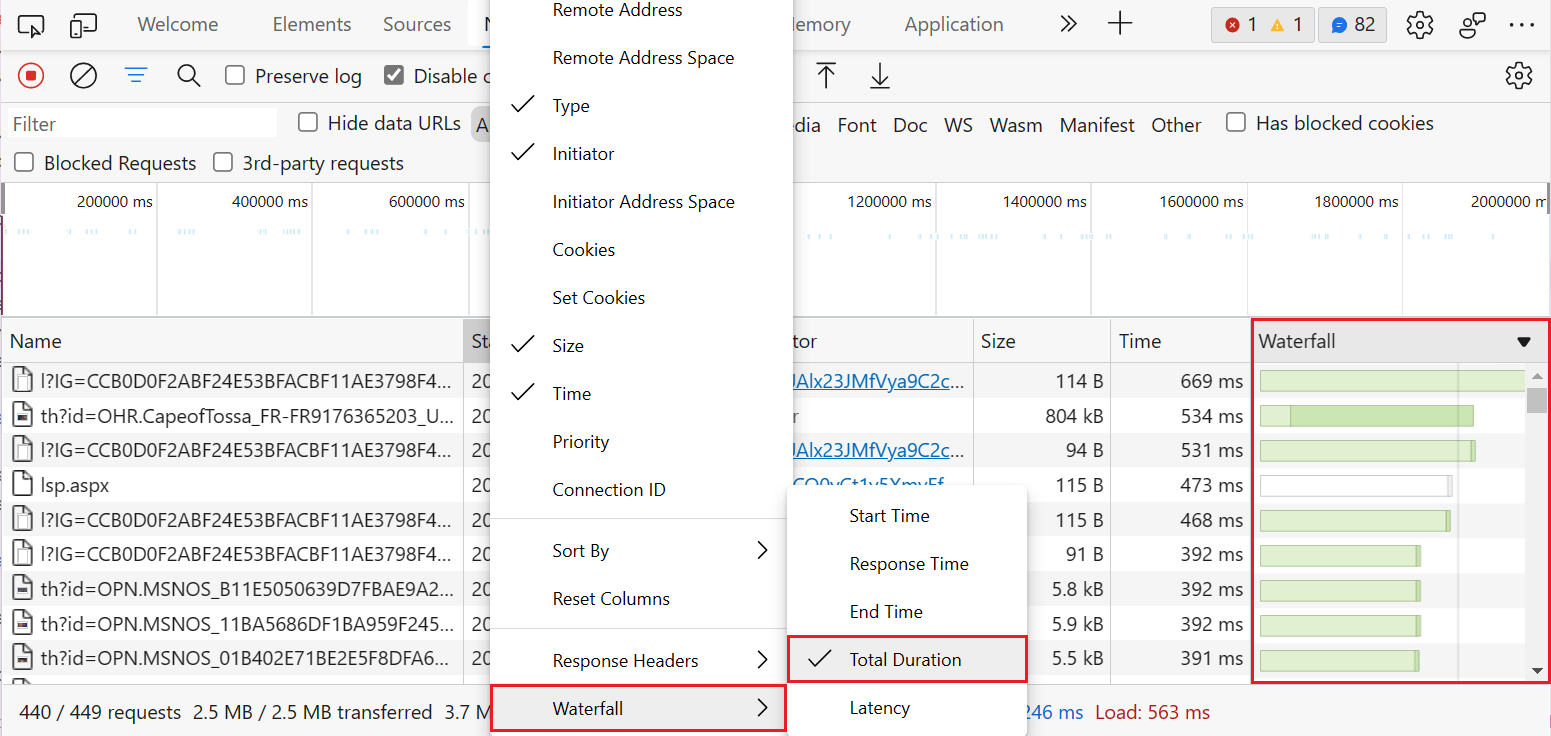 Remote Address
Welcome Elements Sources Application 1 1 82
Remote Address Space
Preserve log Disable
Type
Filter Hide data URLs Font Doc WS Wasm Manifest Other Has blocked cookies
Initiator
Blocked Requests 3rd-party requests
Initiator Address Space
200000 ms 400000 ms 600000 ms 1200000 ms 1400000 ms 1600000 ms 1800000 ms 2000000 m
Cookies
Set Cookies
Name Size Time Waterfall
Size
l?IG=CCB0D0F2ABF24E53BFACBF11AE3798F4... 20 JAlx23JMfVya9C2c... 114 B 669 ms
Time
th?id=OHR.CapeofTossa_FR-FR9176365203_U... 20 r 804 kB 534 ms
Priority
l?IG=CCB0D0F2ABF24E53BFACBF11AE3798F4... 20 JAlx23JMfVya9C2c... 94 B 531 ms
lsp.aspx 20 115 B 473 ms
Connection ID
l?IG=CCB0D0F2ABF24E53BFACBF11AE3798F4... 20 115 B 468 ms
Start Time
Sort By
l?IG=CCB0D0F2ABF24E53BFACBF11AE3798F4... 20 91 B 392 ms
Response Time
th?id=OPN.MSNOS_B11E5050639D7FBAE9A2... 20 5.8 kB 392 ms
Reset Columns
End Time
th?id=OPN.MSNOS_11BA5686DF1BA959F245... 20 5.9 kB 392 ms
th?id=OPN.MSNOS_01B402E71BE2E5F8DFA6... 20 5.5 kB 391 ms
Response Headers
Total Duration
440 / 449 requests 2.5 MB / 2.5 MB transferred 3.7 M 246 ms Load: 563 ms
Waterfall
Latency